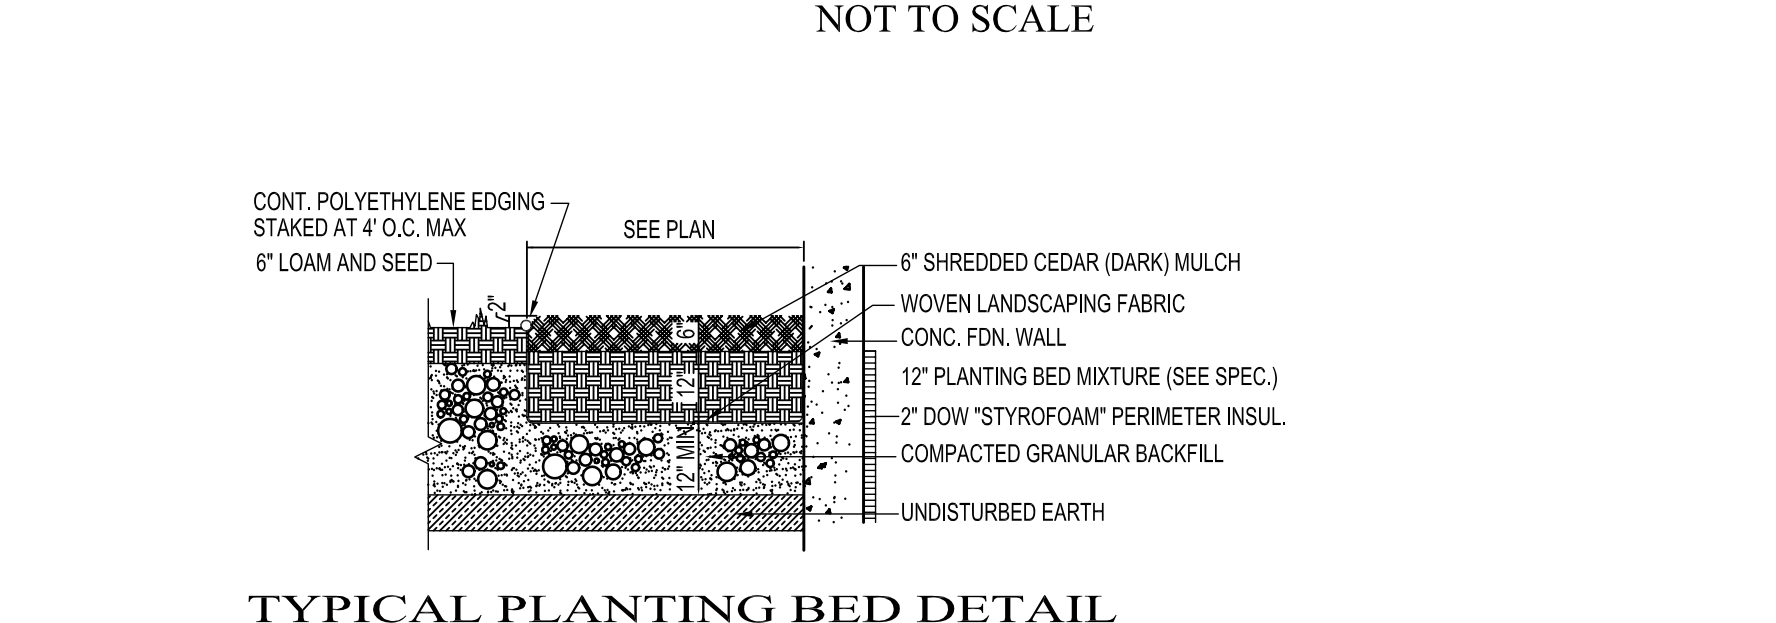 NOT TO SCALE
CONT. POLYETHYLENE EDGING
STAKED AT 4' O.C. MAX
6" LOAM AND SEED
SEE PLAN
2"
6"
12"
12" MIN
6" SHREDDED CEDAR (DARK) MULCH
WOVEN LANDSCAPING FABRIC
CONC. FDN. WALL
12" PLANTING BED MIXTURE (SEE SPEC.)
2" DOW "STYROFOAM" PERIMETER INSUL.
COMPACTED GRANULAR BACKFILL
UNDISTURBED EARTH
TYPICAL PLANTING BED DETAIL